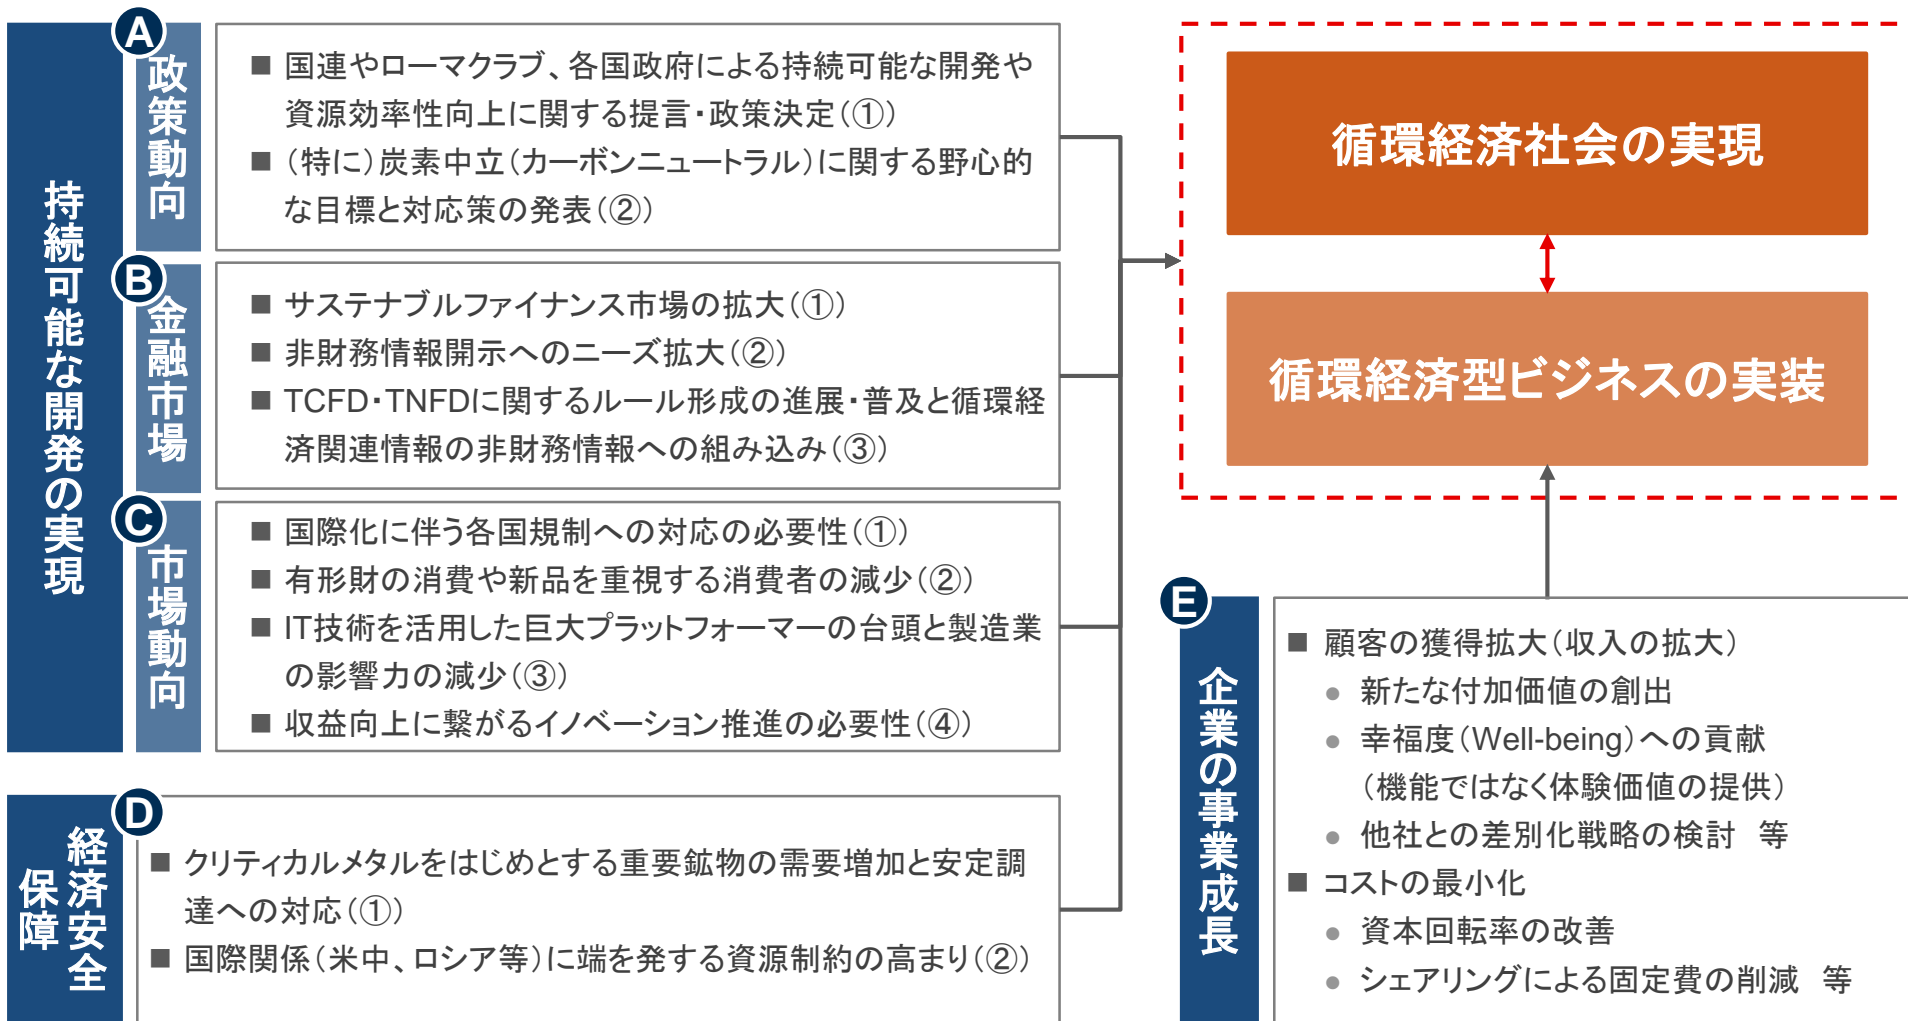 持続可能な開発の実現
A
政策動向
■ 国連やローマクラブ、各国政府による持続可能な開発や
資源効率性向上に関する提言・政策決定（①）
■ （特に）炭素中立（カーボンニュートラル）に関する野心的
な目標と対応策の発表（②）
B
金融市場
■ サステナブルファイナンス市場の拡大（①）
■ 非財務情報開示へのニーズ拡大（②）
■ TCFD・TNFDに関するルール形成の進展・普及と循環経
済関連情報の非財務情報への組み込み（③）
C
市場動向
■ 国際化に伴う各国規制への対応の必要性（①）
■ 有形財の消費や新品を重視する消費者の減少（②）
■ IT技術を活用した巨大プラットフォーマーの台頭と製造業
の影響力の減少（③）
■ 収益向上に繋がるイノベーション推進の必要性（④）
D
経済安全
保障
■ クリティカルメタルをはじめとする重要鉱物の需要増加と安定調
達への対応（①）
■ 国際関係（米中、ロシア等）に端を発する資源制約の高まり（②）
循環経済社会の実現
循環経済型ビジネスの実装
E
企業の事業成長
■ 顧客の獲得拡大（収入の拡大）
● 新たな付加価値の創出
● 幸福度（Well-being）への貢献
（機能ではなく体験価値の提供）
● 他社との差別化戦略の検討　等
■ コストの最小化
● 資本回転率の改善
● シェアリングによる固定費の削減　等